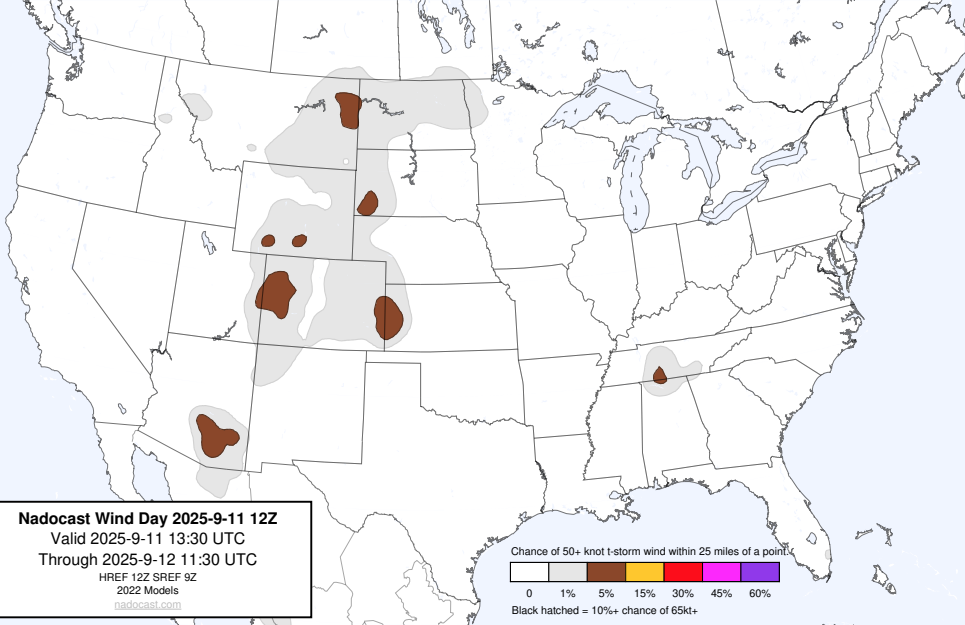 Nadocast Wind Day 2025-9-11 12Z
Valid 2025-9-11 13:30 UTC
Through 2025-9-12 11:30 UTC
HREF 12Z SREF 9Z
2022 Models
nadocast.com
Chance of 50+ knot t-storm wind within 25 miles of a point.
0 1% 5% 15% 30% 45% 60%
Black hatched = 10%+ chance of 65kt+